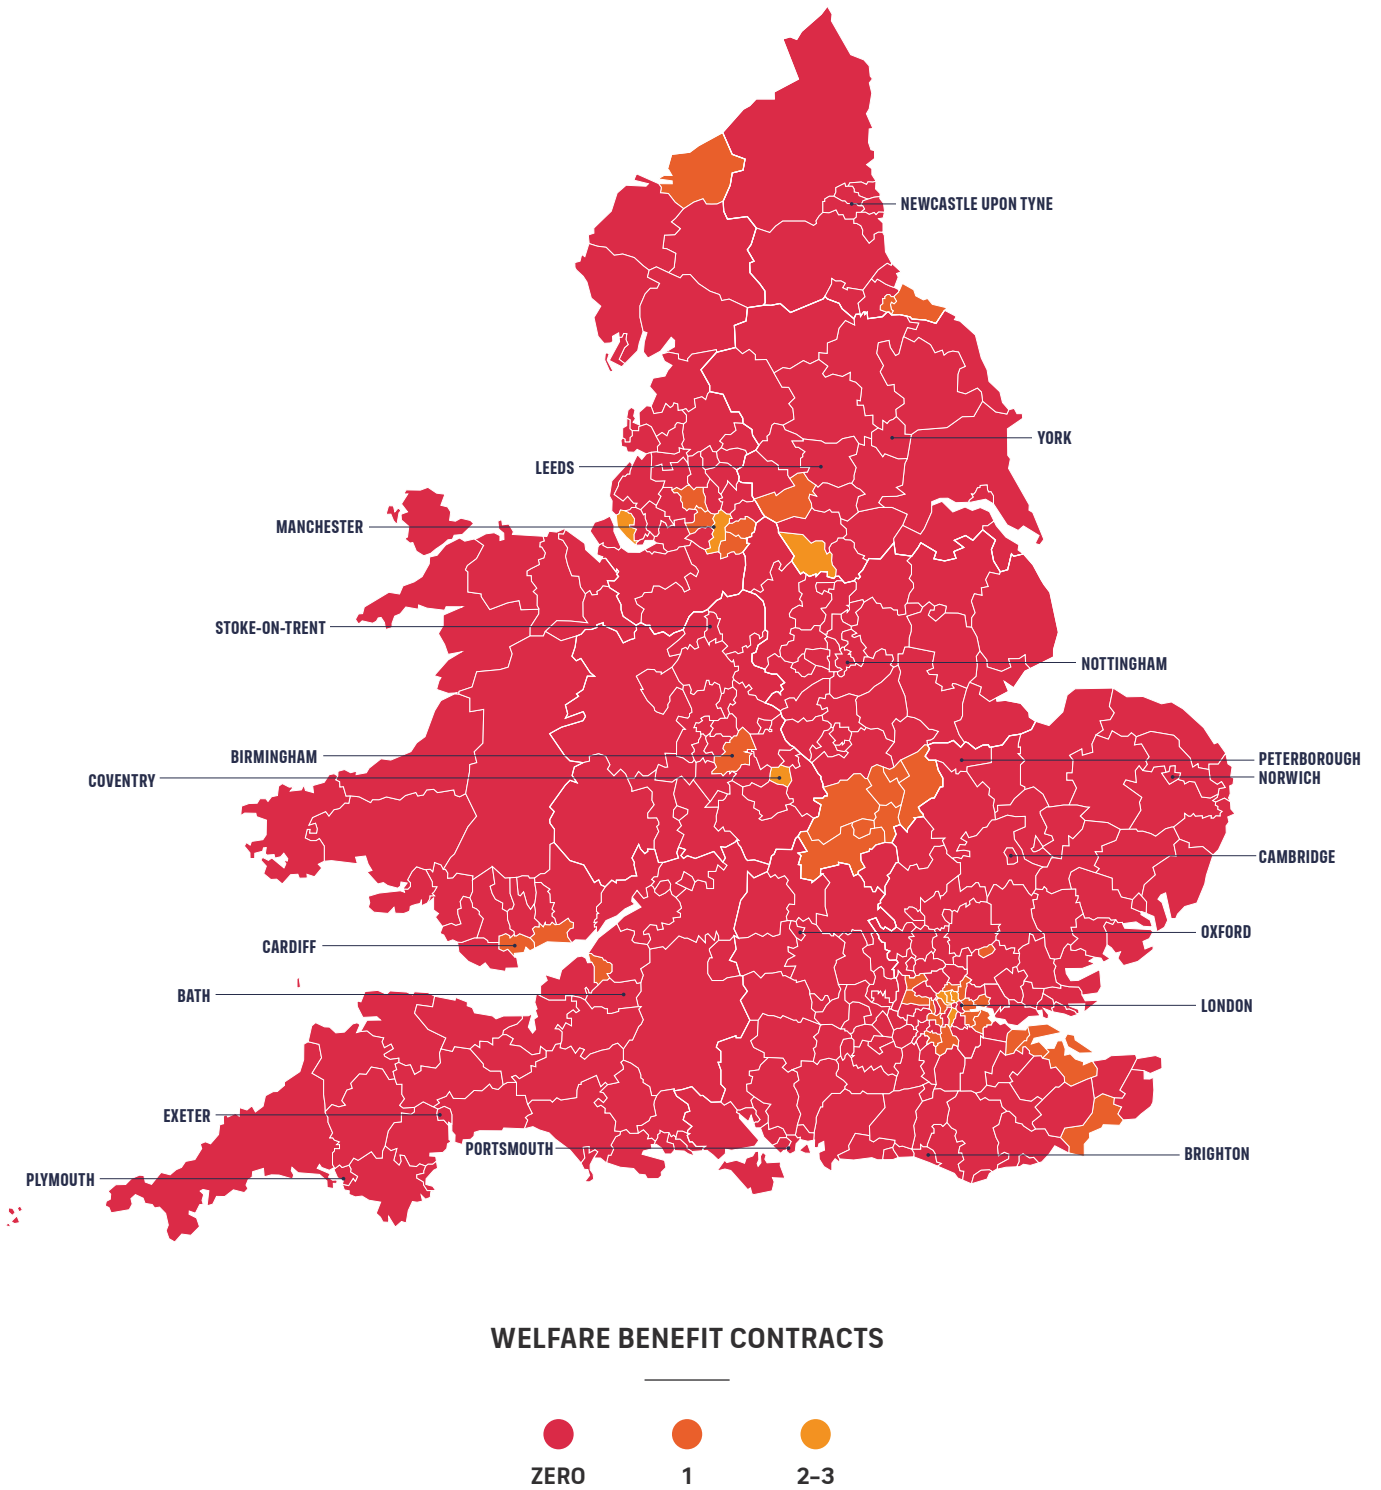 NEWCASTLE UPON TYNE
YORK
LEEDS
MANCHESTER
STOKE-ON-TRENT
NOTTINGHAM
BIRMINGHAM
PETERBOROUGH
COVENTRY
NORWICH
CAMBRIDGE
OXFORD
CARDIFF
BATH
LONDON
EXETER
PORTSMOUTH
BRIGHTON
PLYMOUTH
WELFARE BENEFIT CONTRACTS
ZERO
1
2–3